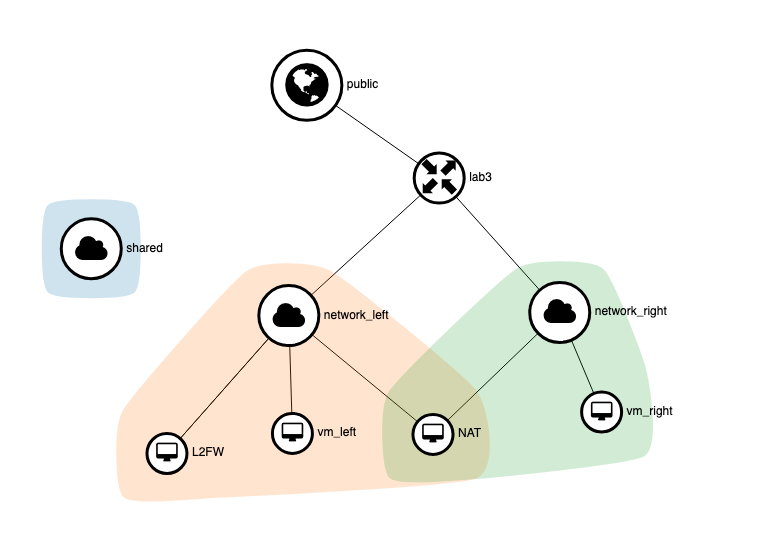 public
lab3
shared
network_left
network_right
vm_right
vm_left
NAT
L2FW